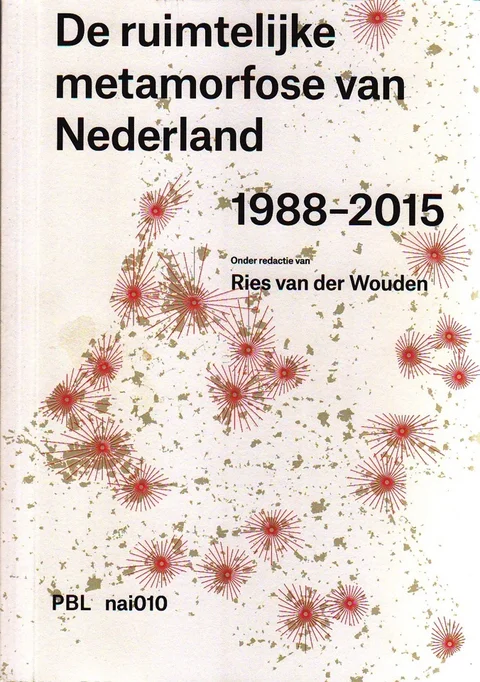 De ruimtelijke
metamorfose van
Nederland
1988–2015
Onder redactie van
Ries van der Wouden
PBL nai010